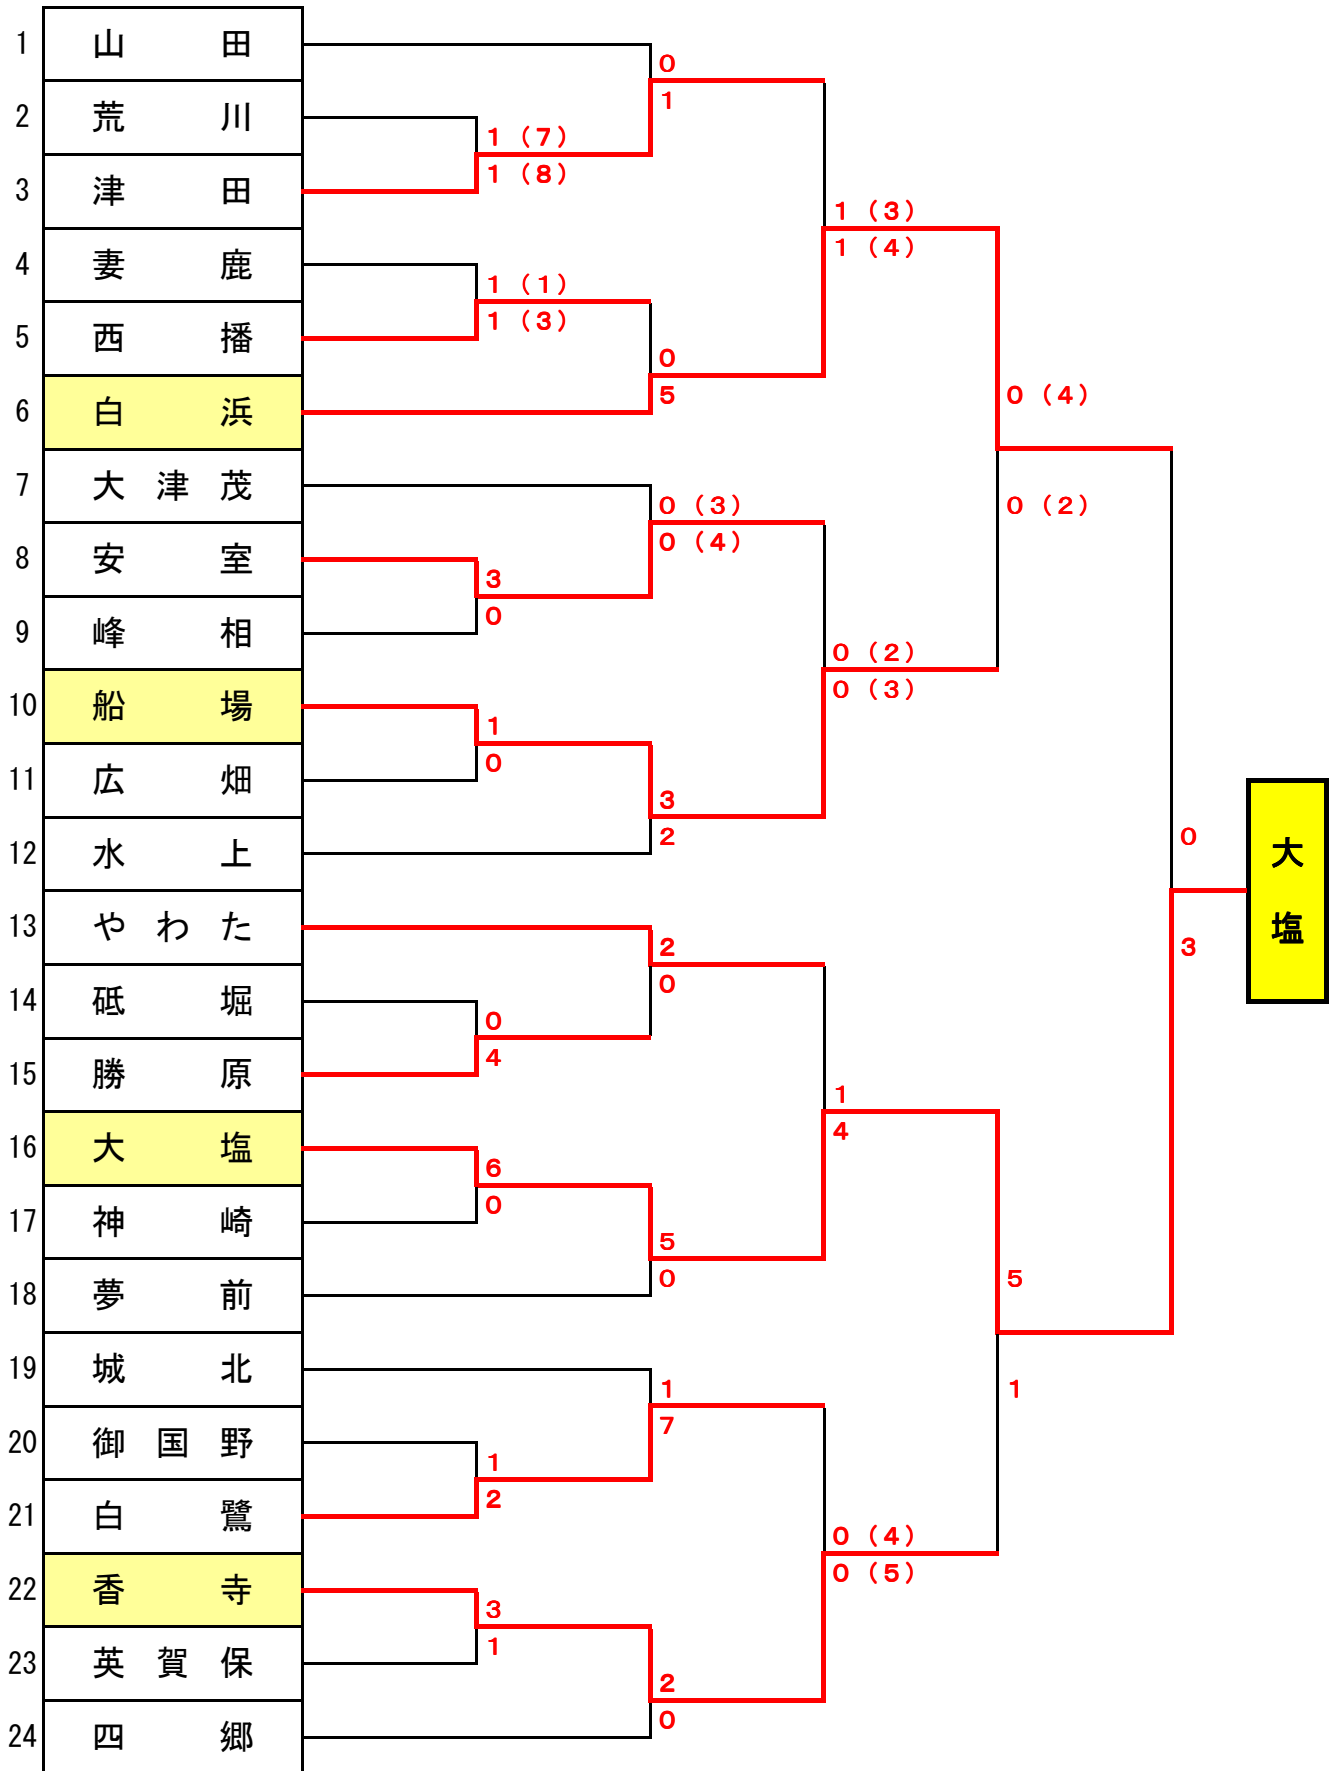 1 山田
2 荒川
3 津田
4 妻鹿
5 西播
6 白浜
7 大津茂
8 安室
9 峰相
10 船場
11 広畑
12 水上
13 やわた
14 砥堀
15 勝原
16 大塩
17 神崎
18 夢前
19 城北
20 御国野
21 白鷺
22 香寺
23 英賀保
24 四郷
1（7）
1（8）
1（1）
1（3）
3
0
1
0
0
4
6
0
1
2
3
1
0
1
0
5
0（3）
0（4）
3
2
2
0
5
0
1
7
2
0
1（3）
1（4）
0（2）
0（3）
1
4
0（4）
0（5）
0（4）
0（2）
5
1
0
3
大塩